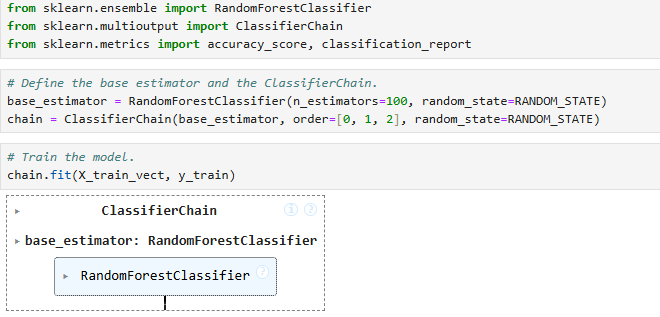 from sklearn.ensemble import RandomForestClassifier
from sklearn.multioutput import ClassifierChain
from sklearn.metrics import accuracy_score, classification_report
# Define the base estimator and the ClassifierChain.
base_estimator = RandomForestClassifier(n_estimators=100, random_state=RANDOM_STATE)
chain = ClassifierChain(base_estimator, order=[0, 1, 2], random_state=RANDOM_STATE)
# Train the model.
chain.fit(X_train_vect, y_train)
▸ ClassifierChain i ?
▸ base_estimator: RandomForestClassifier
▸ RandomForestClassifier ?